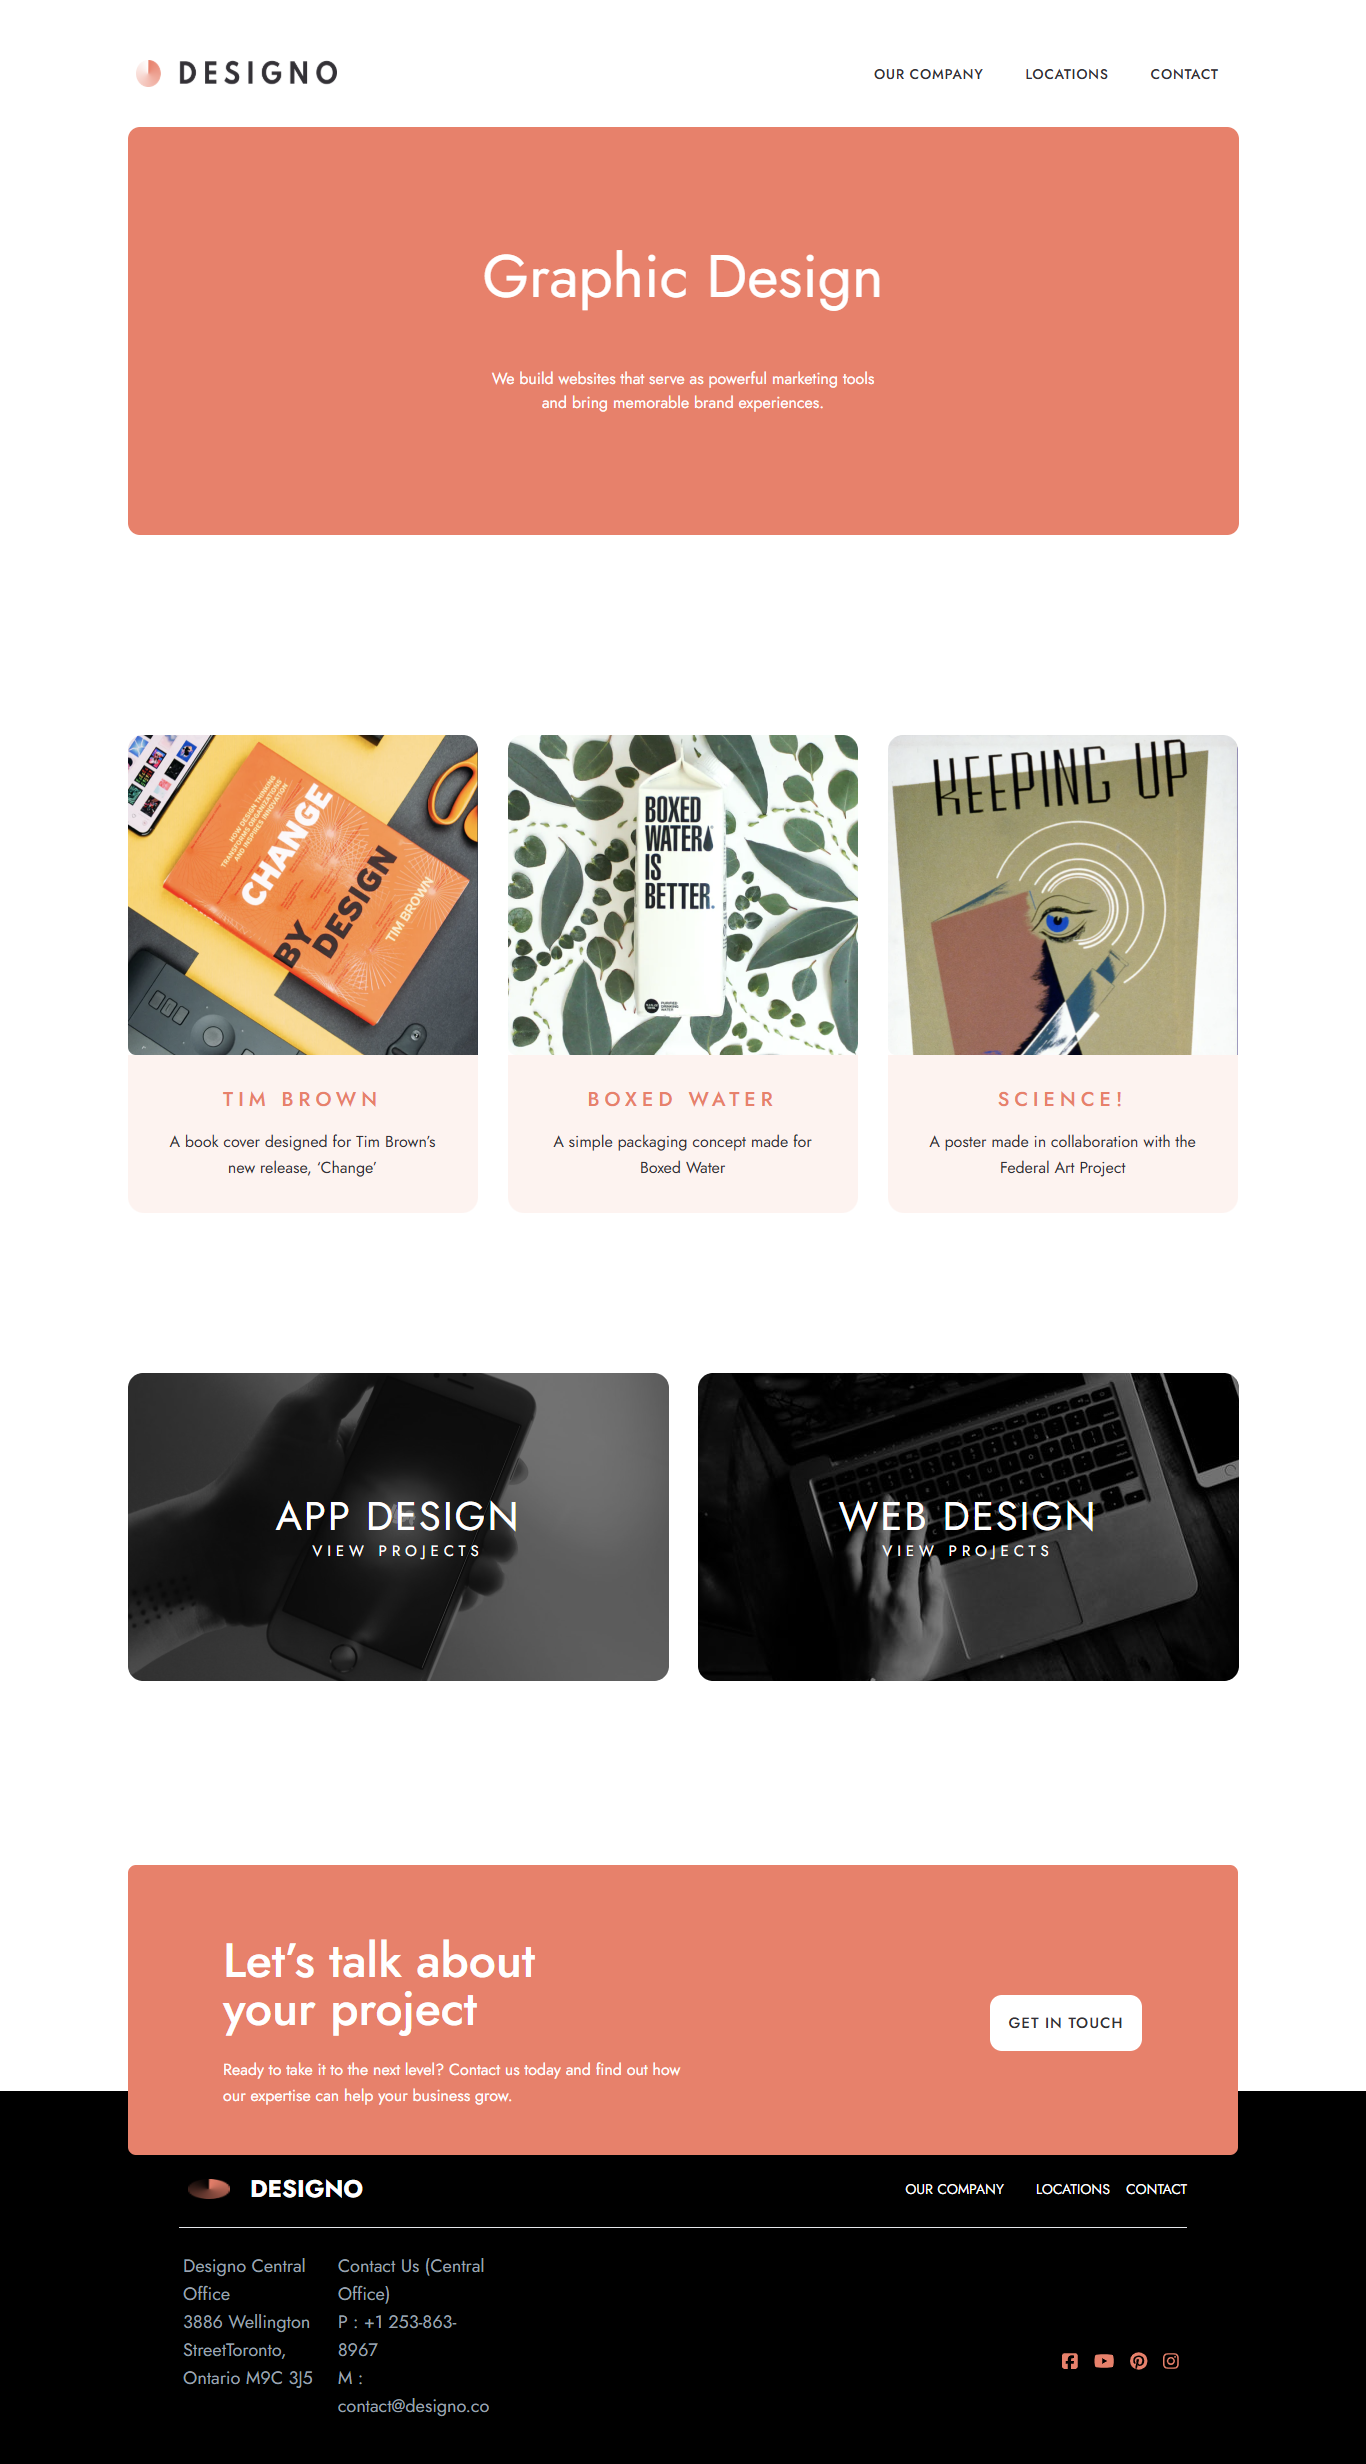 DESIGNO
OUR COMPANY LOCATIONS CONTACT
Graphic Design
We build websites that serve as powerful marketing tools
and bring memorable brand experiences.
HOW DESIGN THINKING
TRANSFORMS ORGANIZATIONS
AND INSPIRES INNOVATION
CHANGE
BY
DESIGN
TIM BROWN
TIM BROWN
A book cover designed for Tim Brown’s
new release, ‘Change’
BOXED
WATER
IS
BETTER.
BOXED WATER
A simple packaging concept made for
Boxed Water
KEEPING UP
SCIENCE!
A poster made in collaboration with the
Federal Art Project
APP DESIGN
VIEW PROJECTS
WEB DESIGN
VIEW PROJECTS
Let’s talk about
your project
Ready to take it to the next level? Contact us today and find out how
our expertise can help your business grow.
GET IN TOUCH
DESIGNO
OUR COMPANY LOCATIONS CONTACT
Designo Central
Office
3886 Wellington
StreetToronto,
Ontario M9C 3J5
Contact Us (Central
Office)
P : +1 253-863-
8967
M :
contact@designo.co